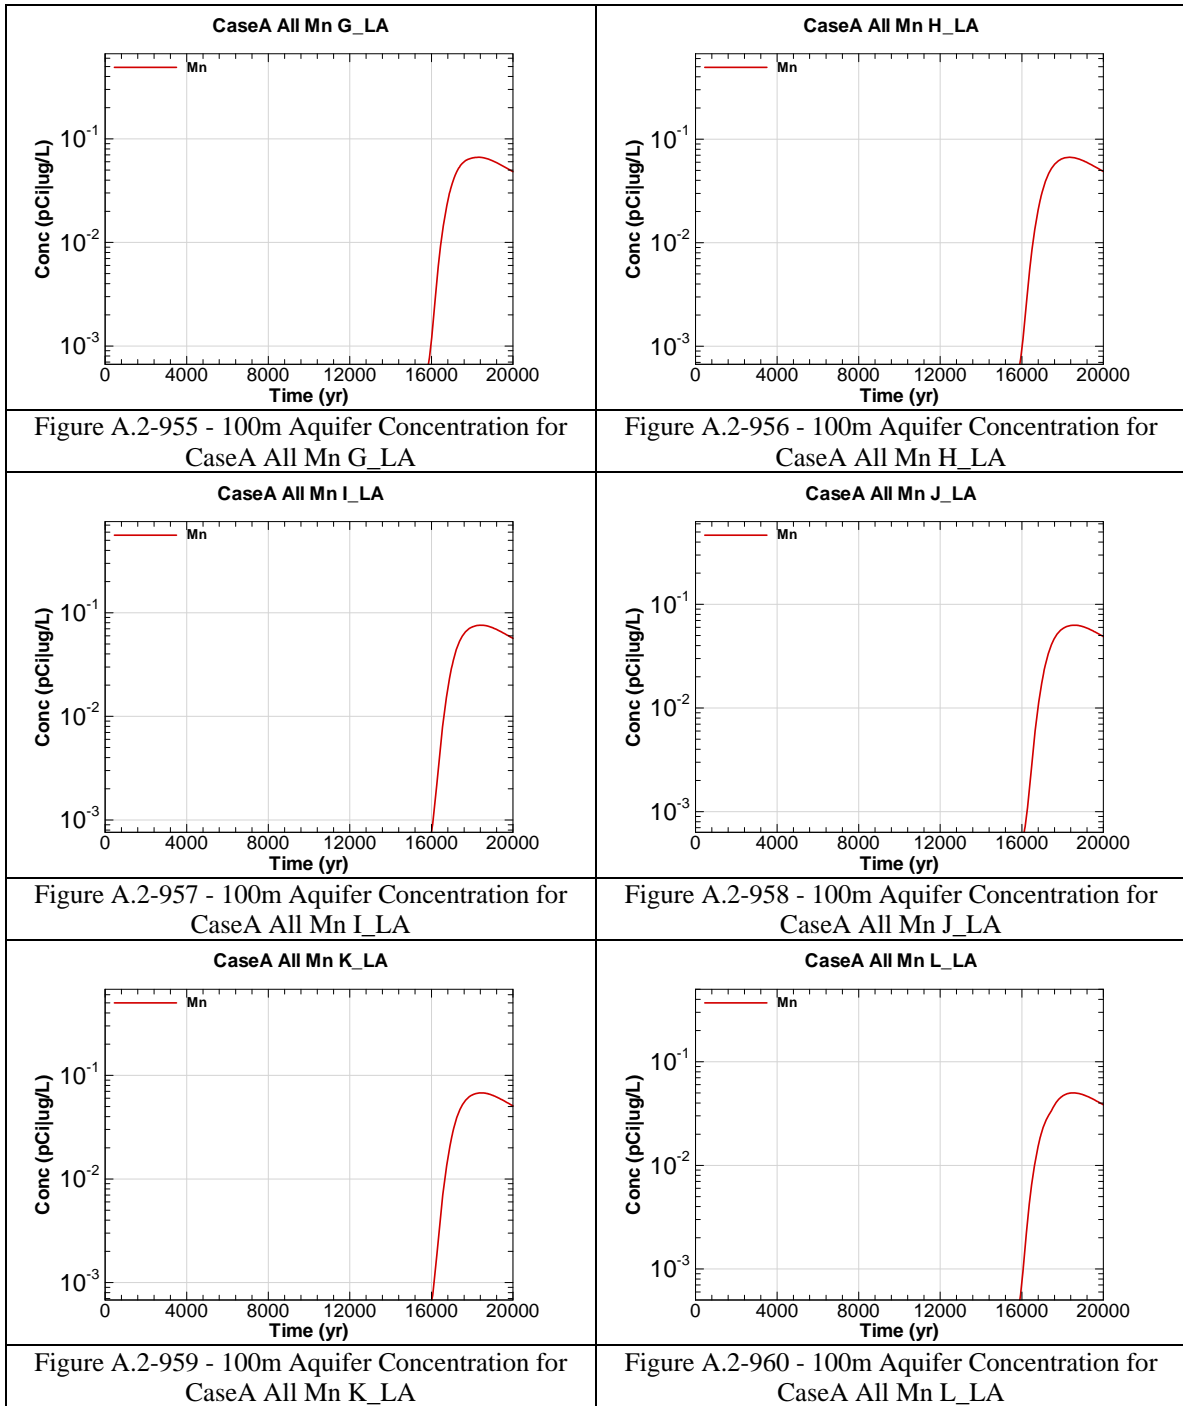 CaseA All Mn G_LA
Mn
10^-1
10^-2
10^-3
Conc (pCi|ug/L)
0 4000 8000 12000 16000 20000
Time (yr)
Figure A.2-955 - 100m Aquifer Concentration for
CaseA All Mn G_LA
CaseA All Mn H_LA
Mn
10^-1
10^-2
10^-3
Conc (pCi|ug/L)
0 4000 8000 12000 16000 20000
Time (yr)
Figure A.2-956 - 100m Aquifer Concentration for
CaseA All Mn H_LA
CaseA All Mn I_LA
Mn
10^-1
10^-2
10^-3
Conc (pCi|ug/L)
0 4000 8000 12000 16000 20000
Time (yr)
Figure A.2-957 - 100m Aquifer Concentration for
CaseA All Mn I_LA
CaseA All Mn J_LA
Mn
10^-1
10^-2
10^-3
Conc (pCi|ug/L)
0 4000 8000 12000 16000 20000
Time (yr)
Figure A.2-958 - 100m Aquifer Concentration for
CaseA All Mn J_LA
CaseA All Mn K_LA
Mn
10^-1
10^-2
10^-3
Conc (pCi|ug/L)
0 4000 8000 12000 16000 20000
Time (yr)
Figure A.2-959 - 100m Aquifer Concentration for
CaseA All Mn K_LA
CaseA All Mn L_LA
Mn
10^-1
10^-2
10^-3
Conc (pCi|ug/L)
0 4000 8000 12000 16000 20000
Time (yr)
Figure A.2-960 - 100m Aquifer Concentration for
CaseA All Mn L_LA